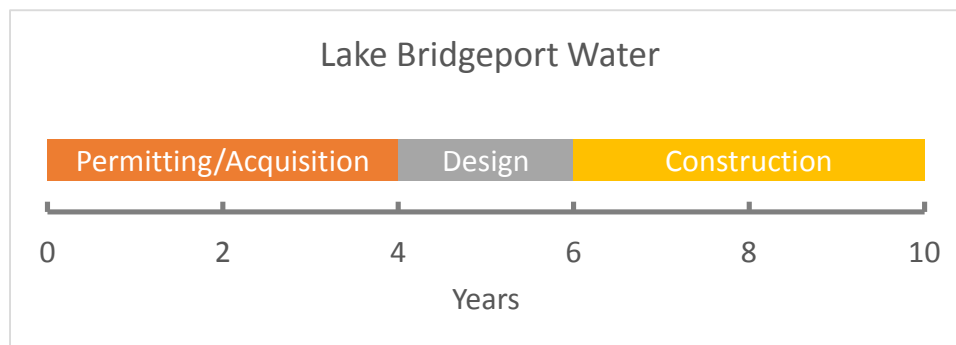 Lake Bridgeport Water
Permitting/Acquisition Design Construction
0 2 4 6 8 10
Years